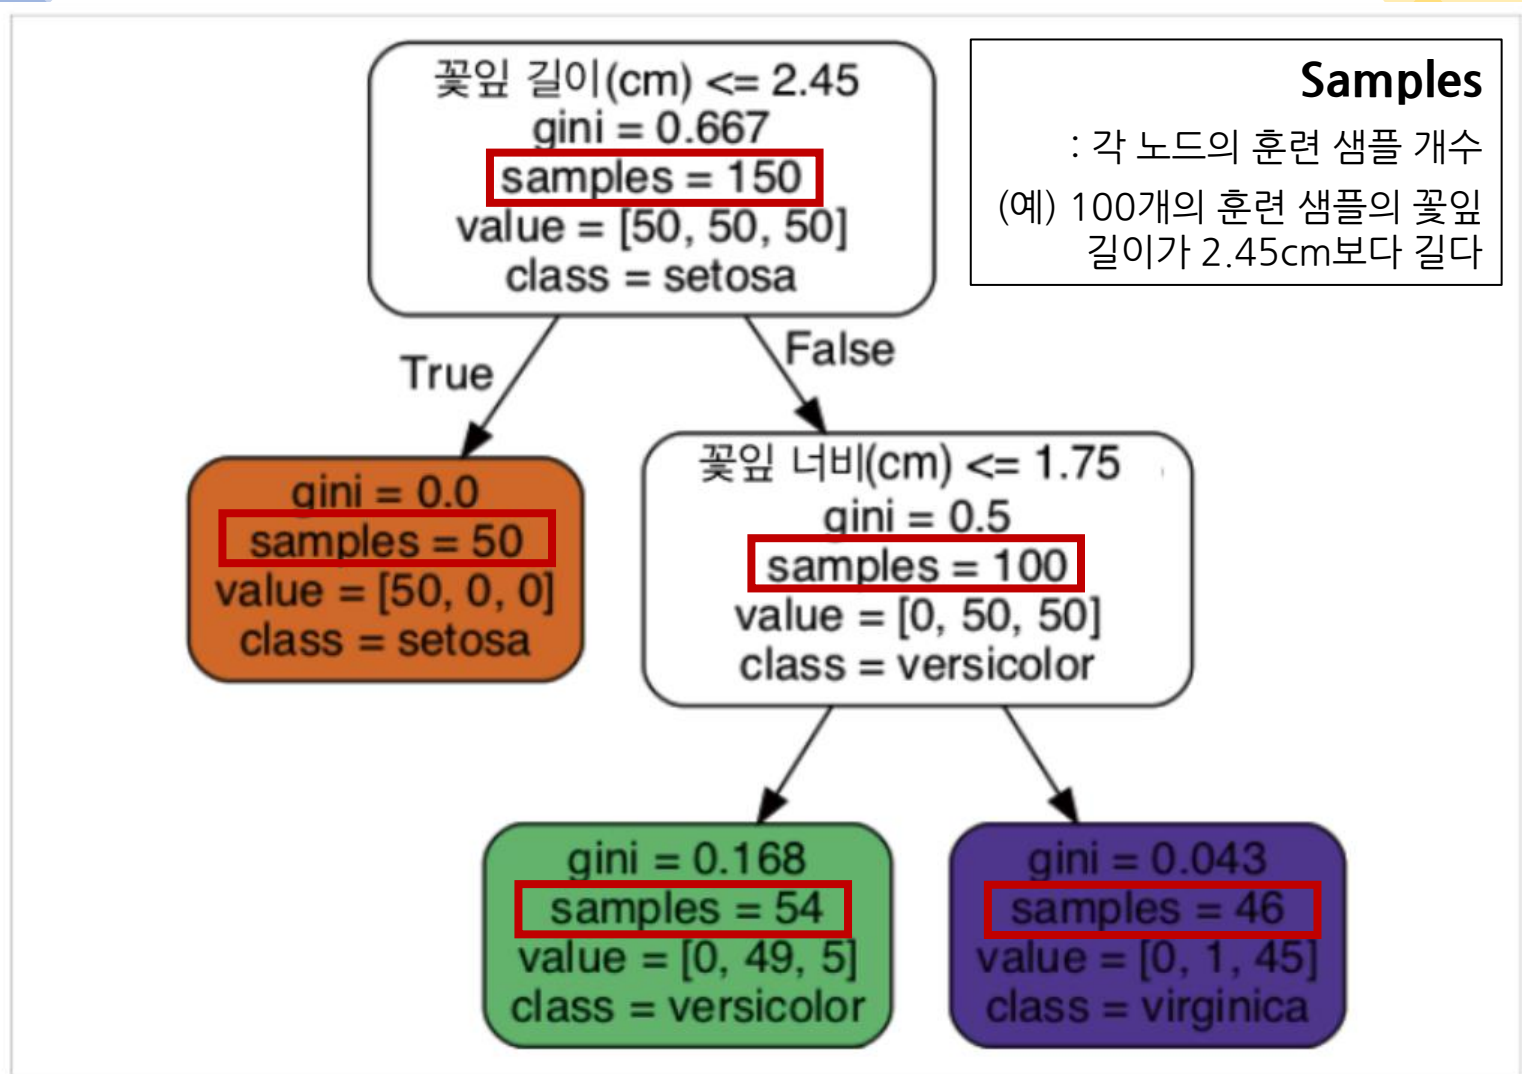 꽃잎 길이(cm) <= 2.45
gini = 0.667
samples = 150
value = [50, 50, 50]
class = setosa
Samples
: 각 노드의 훈련 샘플 개수
(예) 100개의 훈련 샘플의 꽃잎
길이가 2.45cm보다 길다
True
False
gini = 0.0
samples = 50
value = [50, 0, 0]
class = setosa
꽃잎 너비(cm) <= 1.75
gini = 0.5
samples = 100
value = [0, 50, 50]
class = versicolor
gini = 0.168
samples = 54
value = [0, 49, 5]
class = versicolor
gini = 0.043
samples = 46
value = [0, 1, 45]
class = virginica